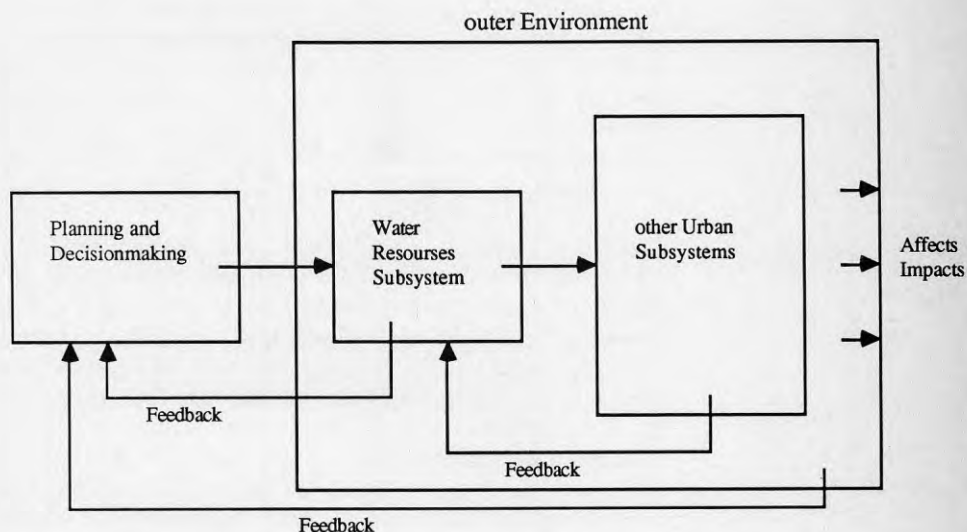 outer Environment
Planning and
Decisionmaking
Water
Resourses
Subsystem
other Urban
Subsystems
Affects
Impacts
Feedback
Feedback
Feedback